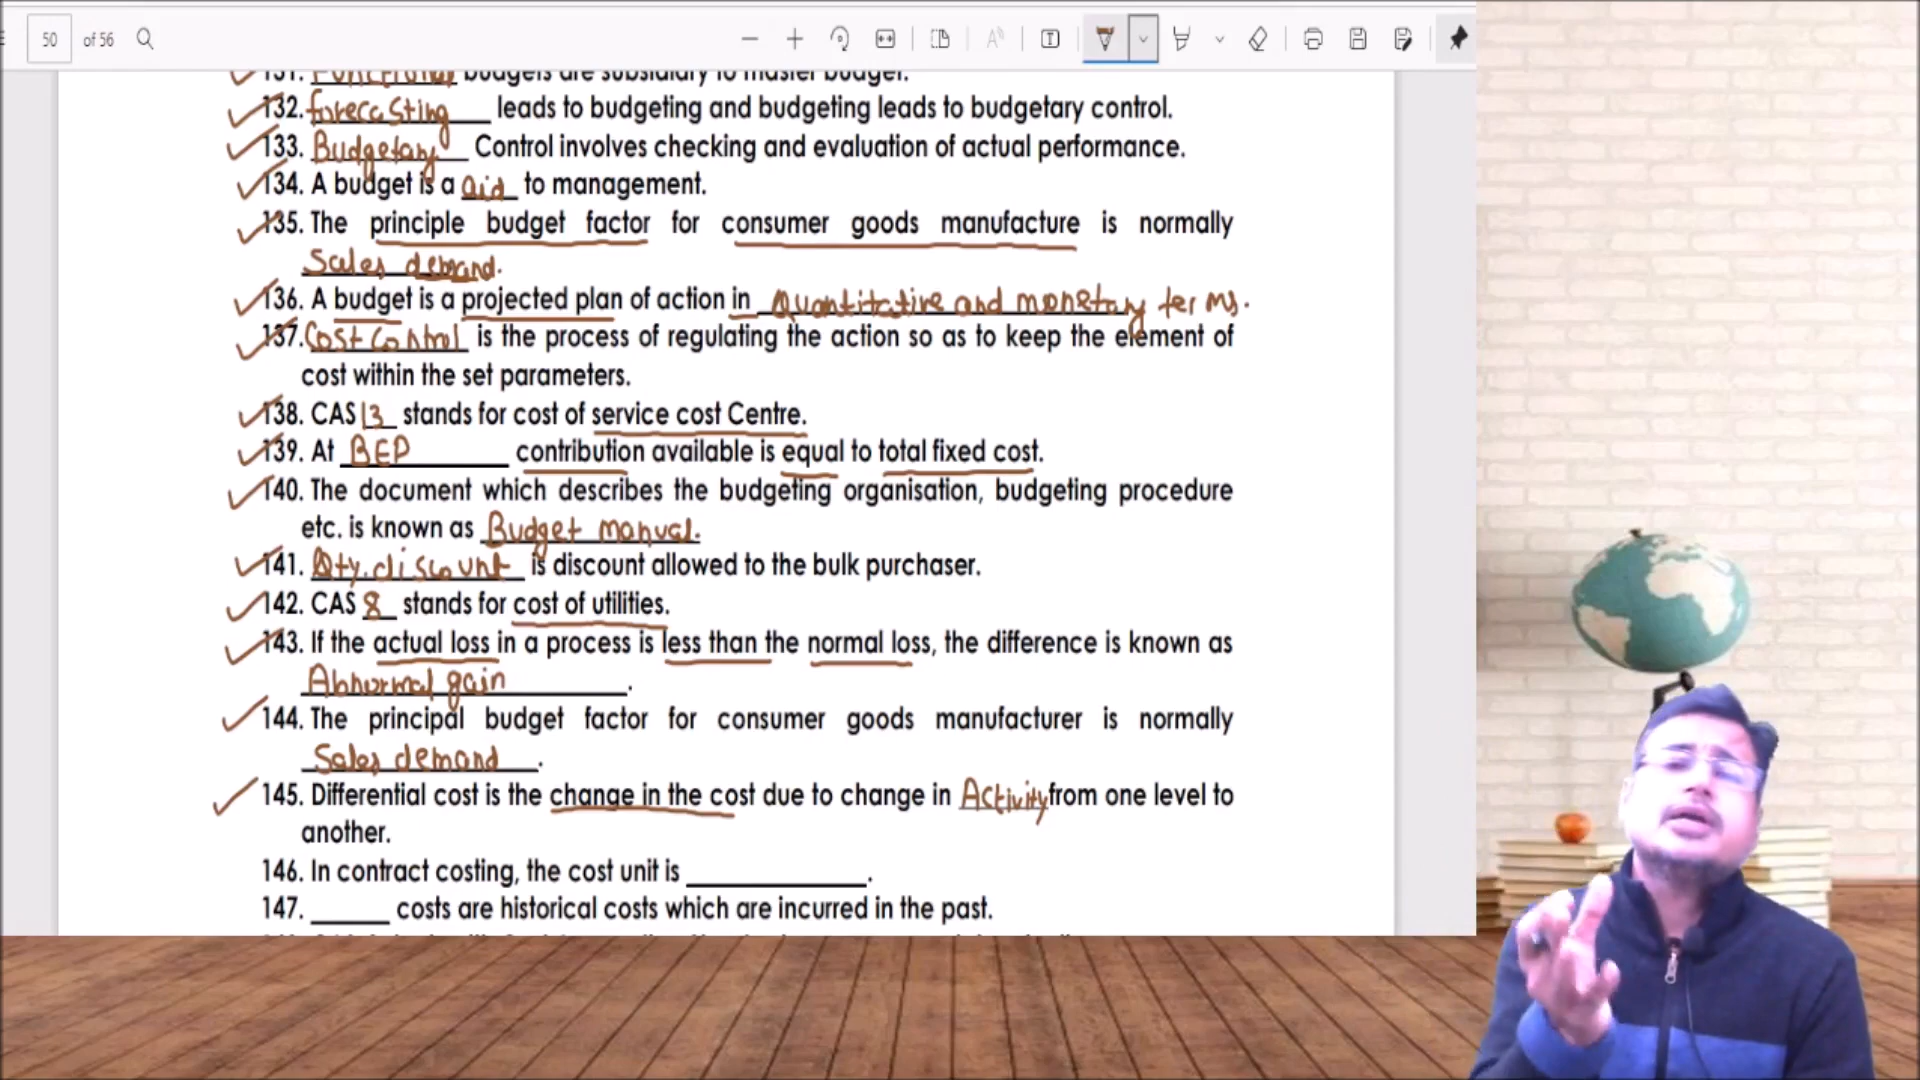 50 of 56
131. Functional budgets are subsidiary to master budget.
132. forecasting leads to budgeting and budgeting leads to budgetary control.
133. Budgetary Control involves checking and evaluation of actual performance.
134. A budget is a aid to management.
135. The principle budget factor for consumer goods manufacture is normally
Sales demand.
136. A budget is a projected plan of action in Quantitative and monetary terms.
137. Cost Control is the process of regulating the action so as to keep the element of
cost within the set parameters.
138. CAS 13 stands for cost of service cost Centre.
139. At BEP contribution available is equal to total fixed cost.
140. The document which describes the budgeting organisation, budgeting procedure
etc. is known as Budget manual.
141. Qty. discount is discount allowed to the bulk purchaser.
142. CAS 8 stands for cost of utilities.
143. If the actual loss in a process is less than the normal loss, the difference is known as
Abnormal gain.
144. The principal budget factor for consumer goods manufacturer is normally
Sales demand.
145. Differential cost is the change in the cost due to change in Activity from one level to
another.
146. In contract costing, the cost unit is ____________.
147. _____ costs are historical costs which are incurred in the past.